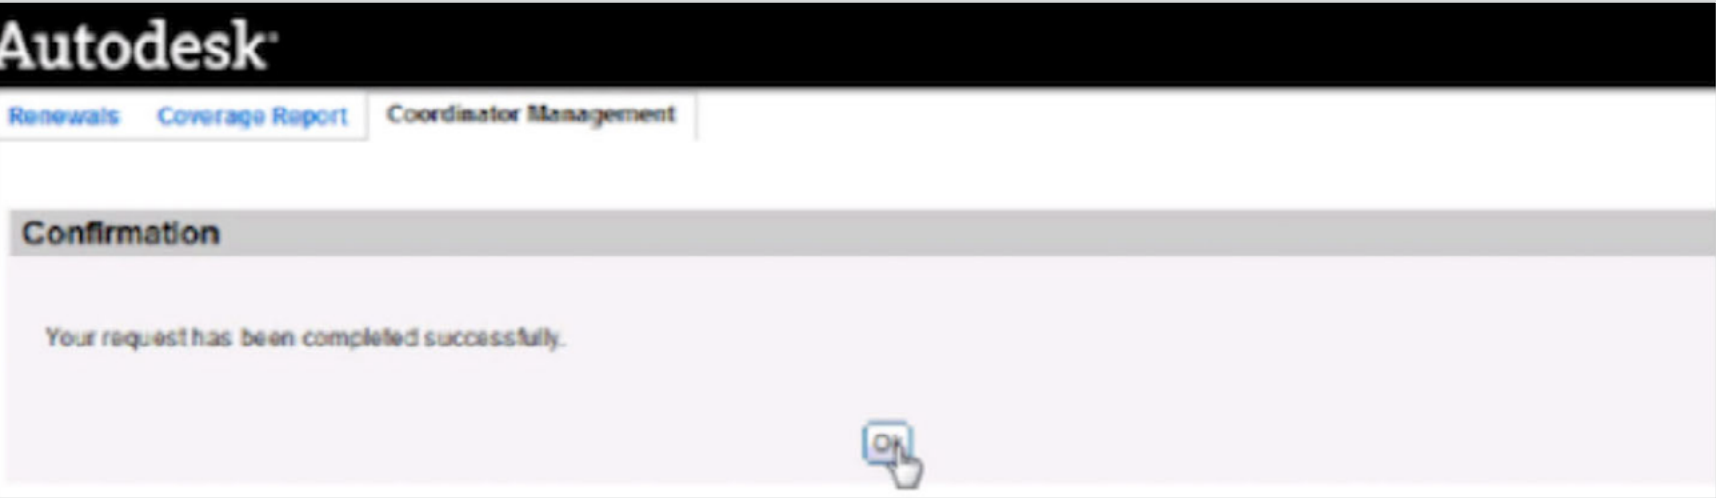 Autodesk
Renewals Coverage Report Coordinator Management
Confirmation
Your request has been completed successfully.